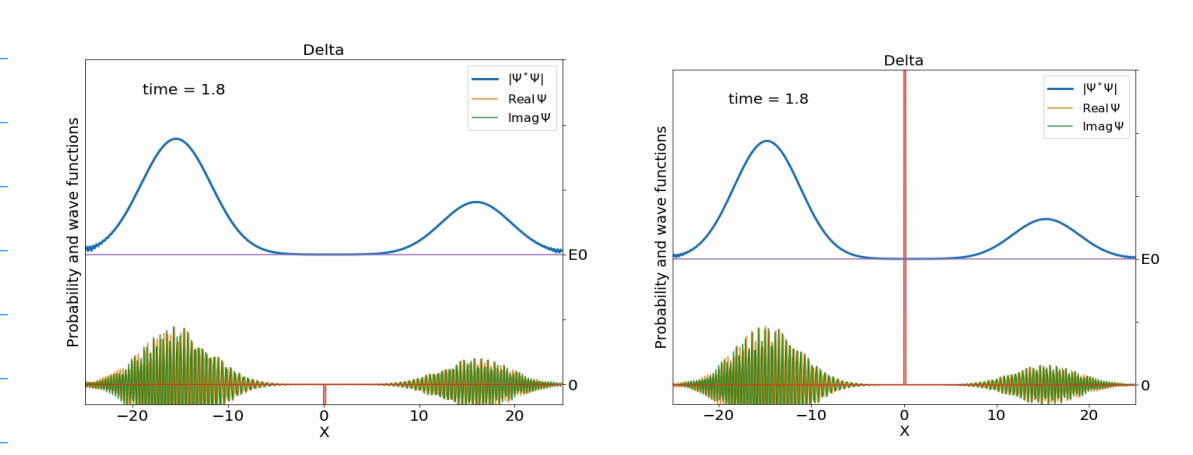 Delta
time = 1.8
|Ψ*Ψ|
Real Ψ
Imag Ψ
Probability and wave functions
E0
0
−20 −10 0 10 20
X
Delta
time = 1.8
|Ψ*Ψ|
Real Ψ
Imag Ψ
Probability and wave functions
E0
0
−20 −10 0 10 20
X